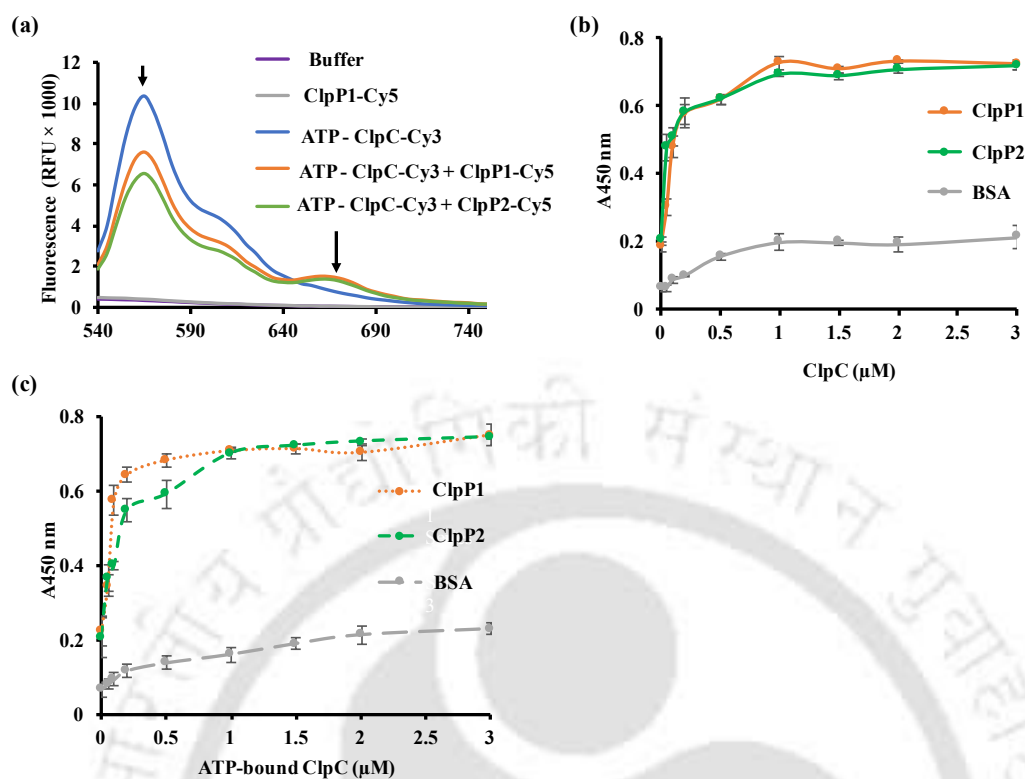 (a)
Fluorescence (RFU × 1000)
12
10
8
6
4
2
0
540
590
640
690
740
Buffer
ClpP1-Cy5
ATP - ClpC-Cy3
ATP - ClpC-Cy3 + ClpP1-Cy5
ATP - ClpC-Cy3 + ClpP2-Cy5
(b)
A450 nm
0.8
0.6
0.4
0.2
0
0
0.5
1
1.5
2
2.5
3
ClpC (µM)
ClpP1
ClpP2
BSA
(c)
A450 nm
0.8
0.6
0.4
0.2
0
0
0.5
1
1.5
2
2.5
3
ATP-bound ClpC (µM)
ClpP1
ClpP2
BSA